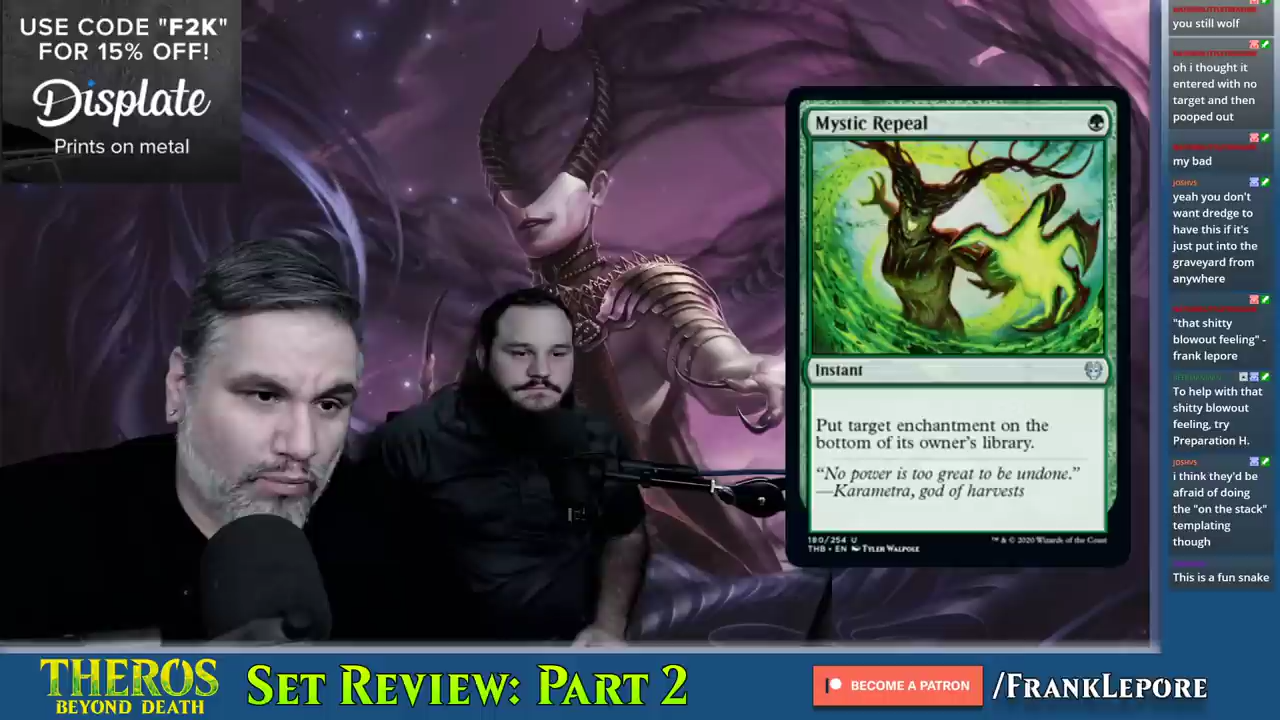 USE CODE "F2K"
FOR 15% OFF!
Displate
Prints on metal
Mystic Repeal
Instant
Put target enchantment on the
bottom of its owner's library.
“No power is too great to be undone.”
—Karametra, god of harvests
180/254 U
THB • EN Tyler Walpole
™ & © 2020 Wizards of the Coast
you still wolf
oh i thought it
entered with no
target and then
pooped out
my bad
joshvs
yeah you don't
want dredge to
have this if it's
just put into the
graveyard from
anywhere
"that shitty
blowout feeling" -
frank lepore
To help with that
shitty blowout
feeling, try
Preparation H.
joshvs
i think they'd be
afraid of doing
the "on the stack"
templating
though
This is a fun snake
THEROS
BEYOND DEATH
SET REVIEW: PART 2
BECOME A PATRON
/FRANKLEPORE